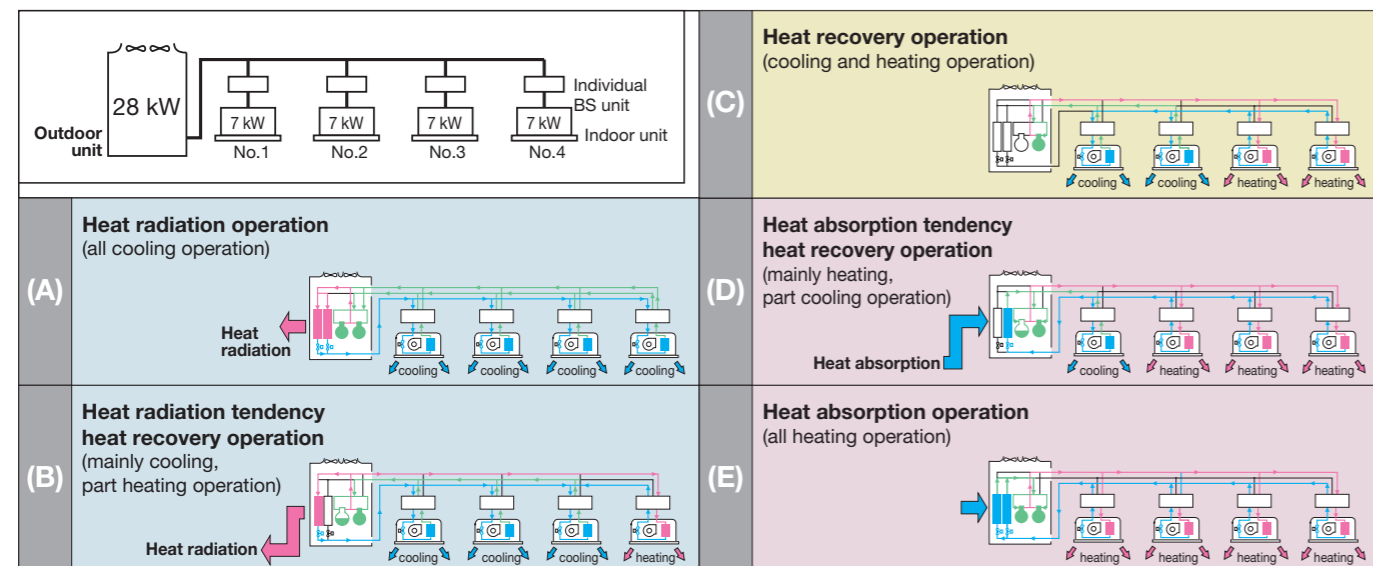 28 kW
Outdoor
unit
7 kW
7 kW
7 kW
7 kW
No.1
No.2
No.3
No.4
Individual
BS unit
Indoor unit
(A)
Heat radiation operation
(all cooling operation)
Heat
radiation
cooling
cooling
cooling
cooling
(B)
Heat radiation tendency
heat recovery operation
(mainly cooling,
part heating operation)
Heat radiation
cooling
cooling
cooling
heating
(C)
Heat recovery operation
(cooling and heating operation)
cooling
cooling
heating
heating
(D)
Heat absorption tendency
heat recovery operation
(mainly heating,
part cooling operation)
Heat absorption
cooling
heating
heating
heating
(E)
Heat absorption operation
(all heating operation)
heating
heating
heating
heating